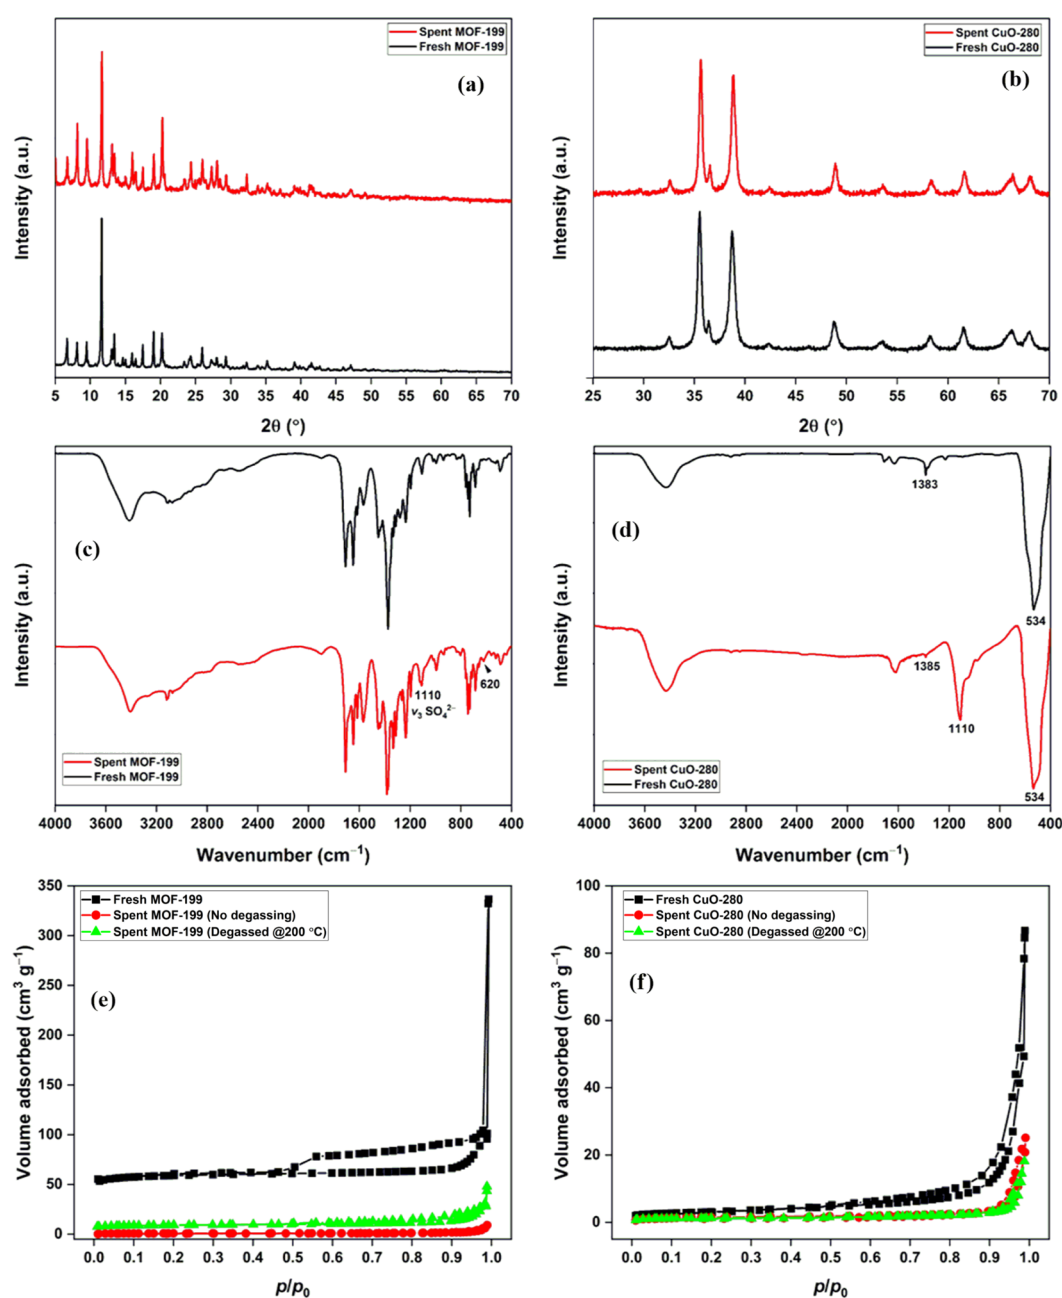 Spent MOF-199
Fresh MOF-199
(a)
Intensity (a.u.)
5 10 15 20 25 30 35 40 45 50 55 60 65 70
2θ (°)
Spent CuO-280
Fresh CuO-280
(b)
Intensity (a.u.)
25 30 35 40 45 50 55 60 65 70
2θ (°)
(c)
Intensity (a.u.)
1110
ν₃ SO₄²⁻
620
Spent MOF-199
Fresh MOF-199
4000 3600 3200 2800 2400 2000 1600 1200 800 400
Wavenumber (cm⁻¹)
(d)
Intensity (a.u.)
1383
534
1385
1110
534
Spent CuO-280
Fresh CuO-280
4000 3600 3200 2800 2400 2000 1600 1200 800 400
Wavenumber (cm⁻¹)
Fresh MOF-199
Spent MOF-199 (No degassing)
Spent MOF-199 (Degassed @200 °C)
(e)
Volume adsorbed (cm³ g⁻¹)
350
300
250
200
150
100
50
0
0.0 0.1 0.2 0.3 0.4 0.5 0.6 0.7 0.8 0.9 1.0
p/p₀
Fresh CuO-280
Spent CuO-280 (No degassing)
Spent CuO-280 (Degassed @200 °C)
(f)
Volume adsorbed (cm³ g⁻¹)
100
80
60
40
20
0
0.0 0.1 0.2 0.3 0.4 0.5 0.6 0.7 0.8 0.9 1.0
p/p₀